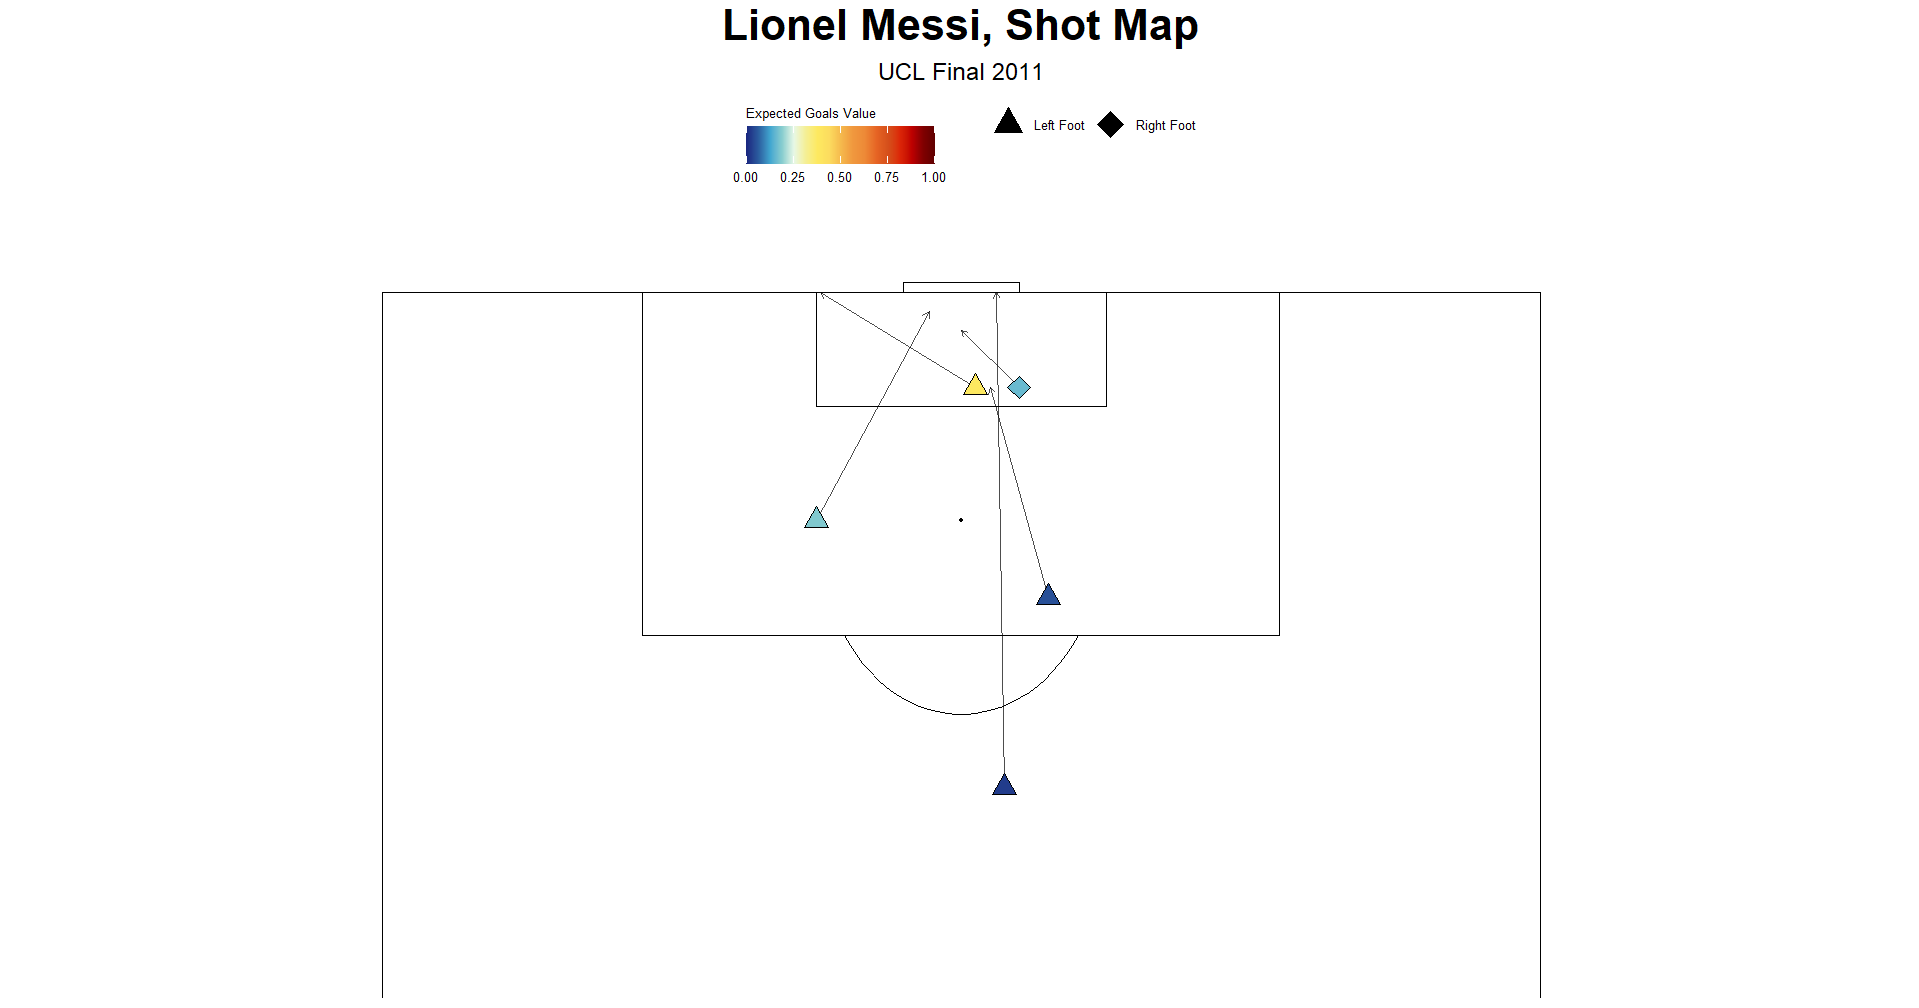 Lionel Messi, Shot Map
UCL Final 2011
Expected Goals Value
0.00 0.25 0.50 0.75 1.00
Left Foot Right Foot